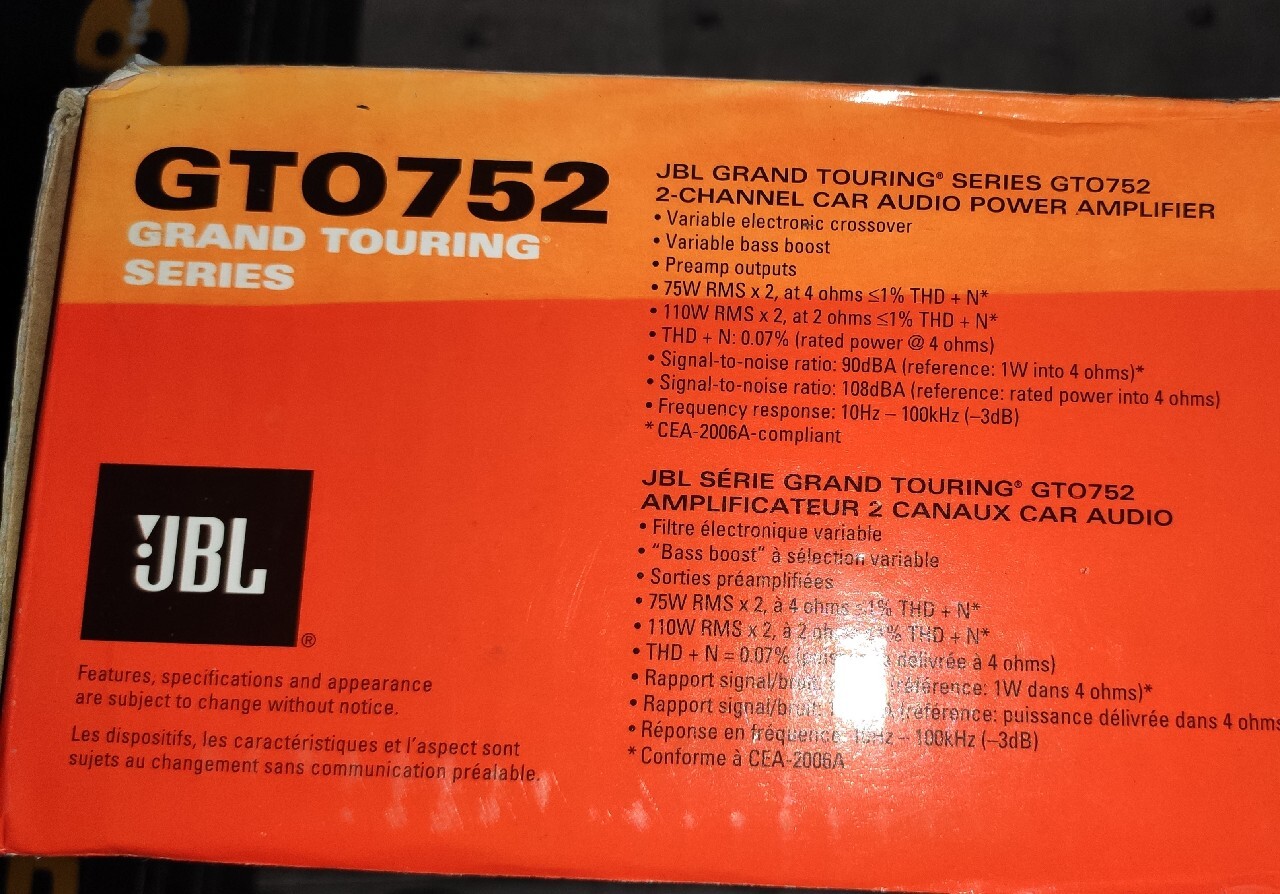 GTO752
GRAND TOURING®
SERIES
JBL GRAND TOURING® SERIES GTO752
2-CHANNEL CAR AUDIO POWER AMPLIFIER
• Variable electronic crossover
• Variable bass boost
• Preamp outputs
• 75W RMS x 2, at 4 ohms ≤1% THD + N*
• 110W RMS x 2, at 2 ohms ≤1% THD + N*
• THD + N: 0.07% (rated power @ 4 ohms)
• Signal-to-noise ratio: 90dBA (reference: 1W into 4 ohms)*
• Signal-to-noise ratio: 108dBA (reference: rated power into 4 ohms)
• Frequency response: 10Hz – 100kHz (–3dB)
* CEA-2006A-compliant
JBL SÉRIE GRAND TOURING® GTO752
AMPLIFICATEUR 2 CANAUX CAR AUDIO
• Filtre électronique variable
• “Bass boost” à sélection variable
• Sorties préamplifiées
• 75W RMS x 2, à 4 ohms ≤1% THD + N*
• 110W RMS x 2, à 2 THD + N*
• THD + N = 0.07% délivrée à 4 ohms)
• Rapport signal/bruit: référence: 1W dans 4 ohms)*
• Rapport signal/bruit: (référence: puissance délivrée dans 4 ohms
• Réponse en fréquence: 10Hz – 100kHz (–3dB)
* Conforme à CEA-2006A
JBL®
Features, specifications and appearance
are subject to change without notice.
Les dispositifs, les caractéristiques et l'aspect sont
sujets au changement sans communication préalable.